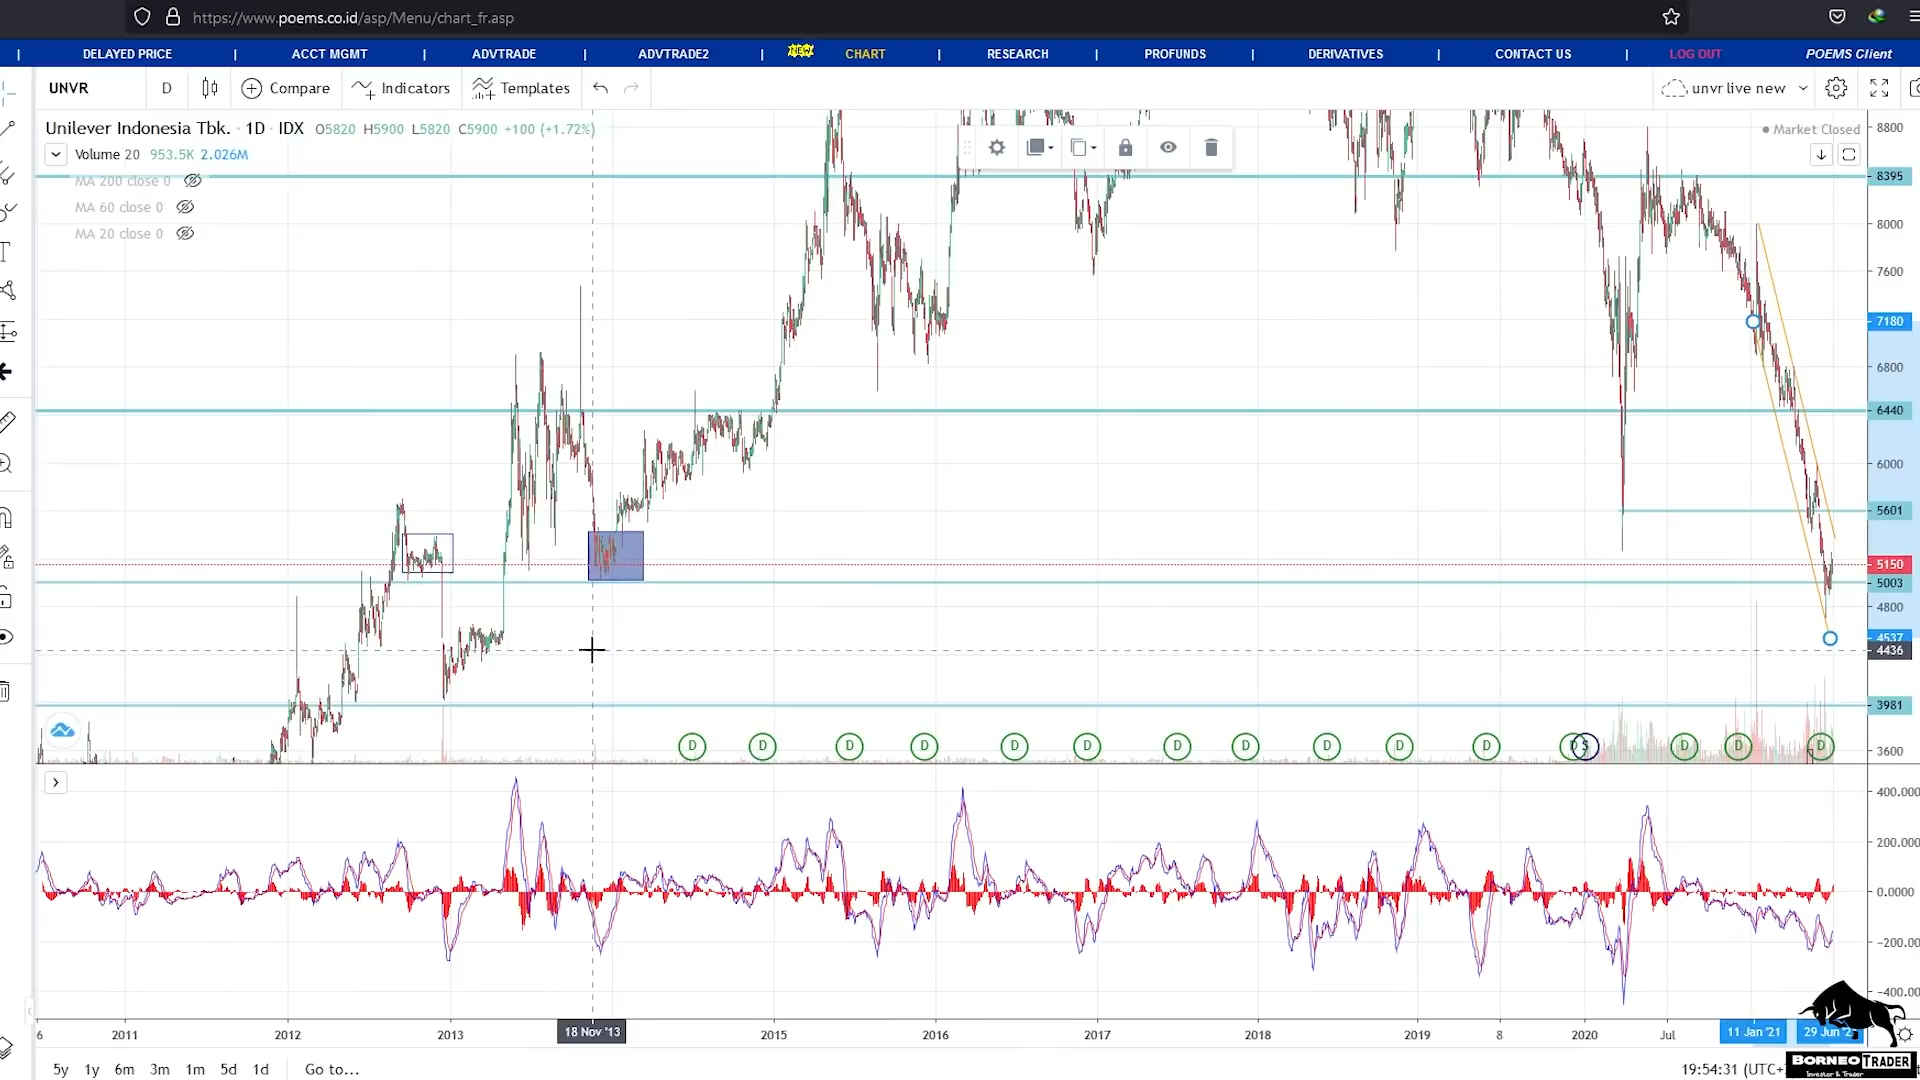 https://www.poems.co.id/asp/Menu/chart_fr.asp
| DELAYED PRICE | ACCT MGMT | ADVTRADE | ADVTRADE2 | NEW CHART | RESEARCH | PROFUNDS | DERIVATIVES | CONTACT US | LOG OUT POEMS Client
UNVR D Compare Indicators Templates unvr live new
Unilever Indonesia Tbk. · 1D · IDX O5820 H5900 L5820 C5900 +100 (+1.72%)
Market Closed
Volume 20 953.5K 2.026M
MA 200 close 0
MA 60 close 0
MA 20 close 0
8800
8395
8000
7600
7180
6800
6440
6000
5601
5150
5003
4800
4537
4436
3981
3600
D D D D D D D D D D D D S D D D
400.000
200.000
0.0000
-200.00
-400.00
6 2011 2012 2013 18 Nov '13 2015 2016 2017 2018 2019 8 2020 Jul 11 Jan '21 29 Jun
5y 1y 6m 3m 1m 5d 1d Go to... 19:54:31 (UTC+
BORNEO TRADER
Investor & Trader